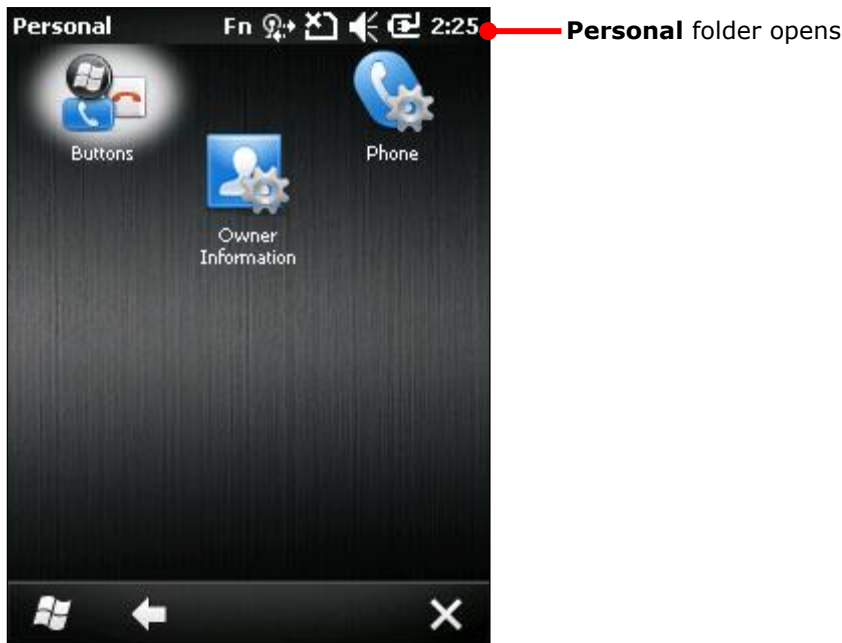 Personal Fn 2:25
Personal folder opens
Buttons
Phone
Owner
Information